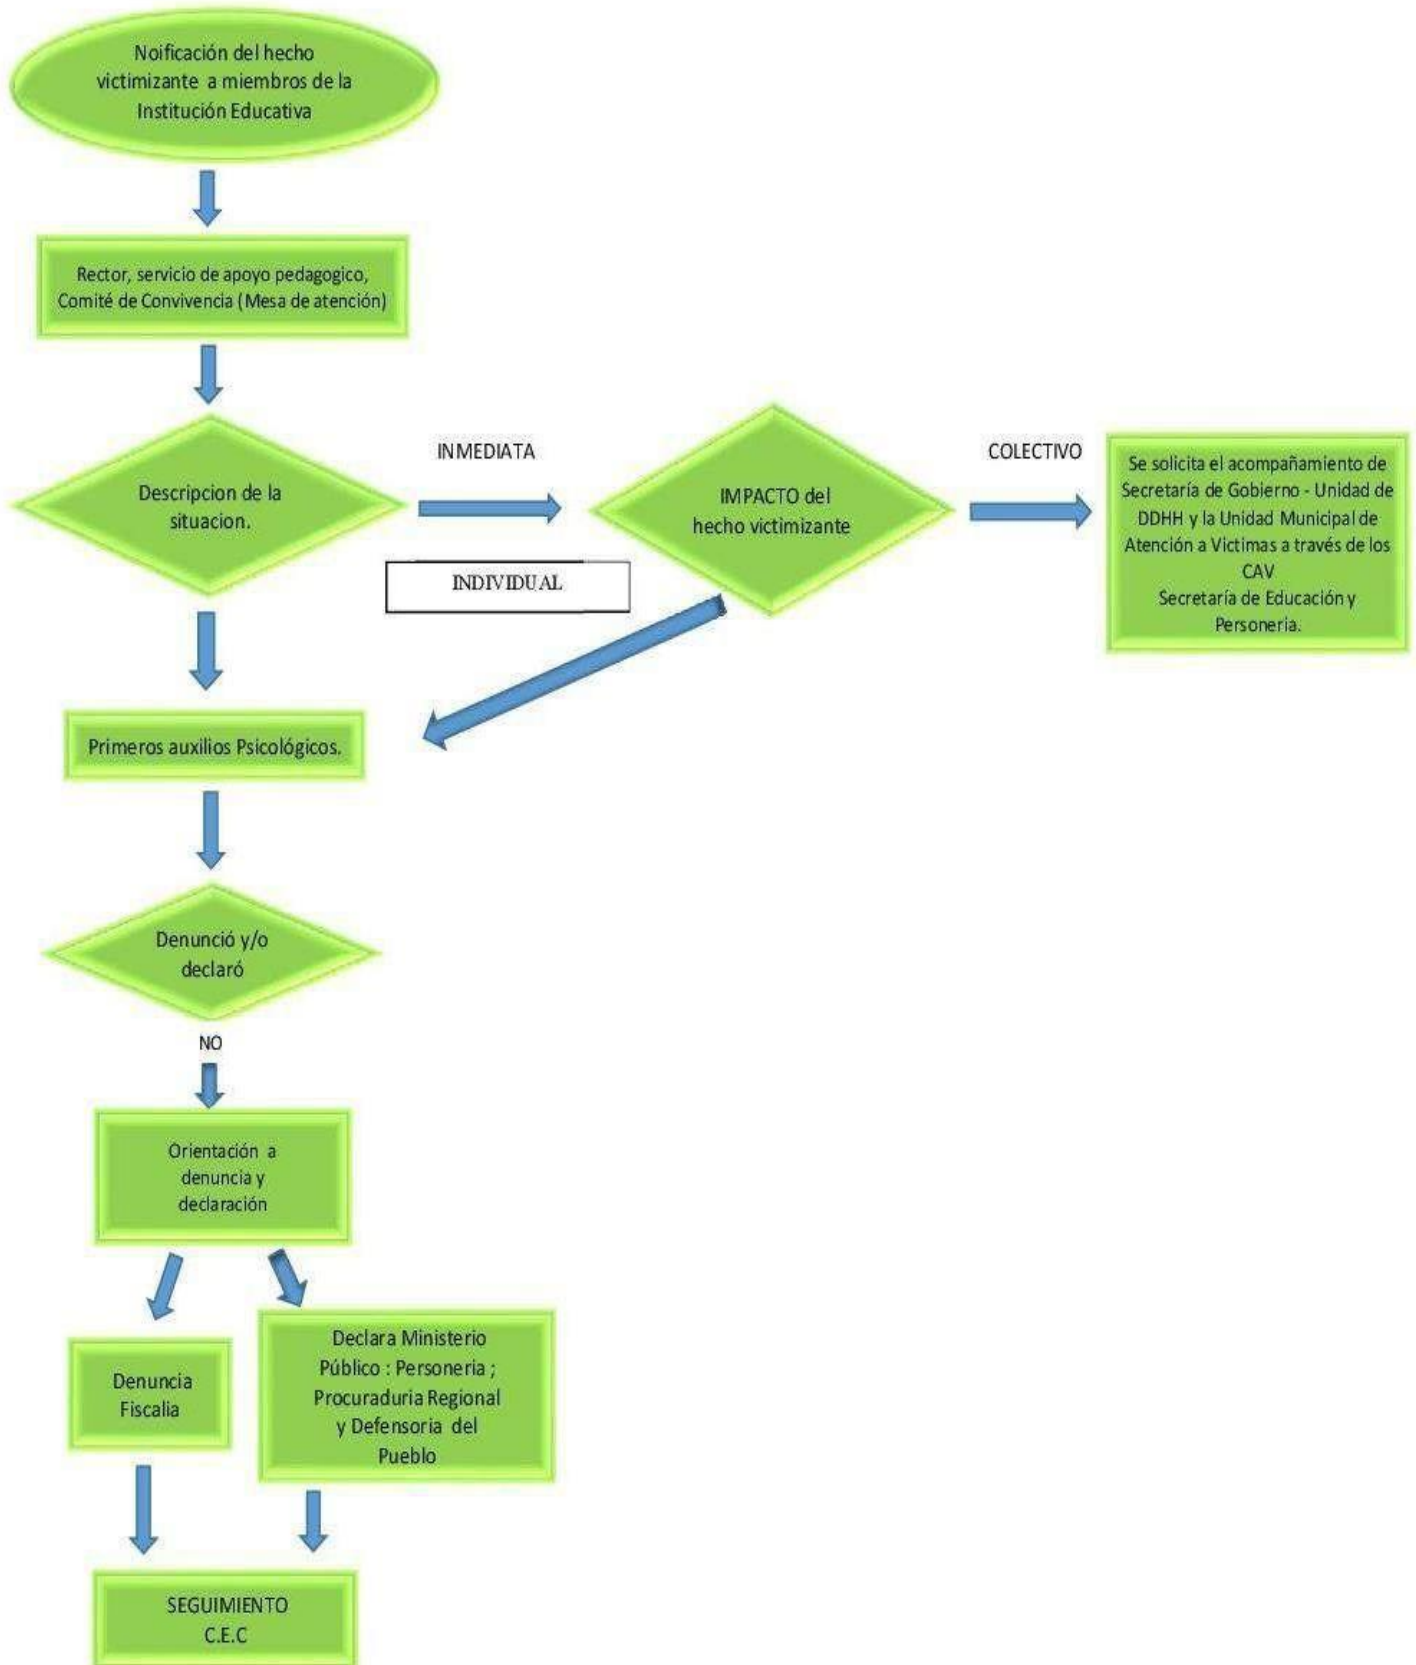 Noificación del hecho
victimizante a miembros de la
Institución Educativa
Rector, servicio de apoyo pedagogico,
Comité de Convivencia (Mesa de atención)
Descripcion de la
situacion.
INMEDIATA
INDIVIDUAL
IMPACTO del
hecho victimizante
COLECTIVO
Se solicita el acompañamiento de
Secretaría de Gobierno - Unidad de
DDHH y la Unidad Municipal de
Atención a Victimas a través de los
CAV
Secretaría de Educación y
Personeria.
Primeros auxilios Psicológicos.
Denunció y/o
declaró
NO
Orientación a
denuncia y
declaración
Denuncia
Fiscalia
Declara Ministerio
Público : Personeria ;
Procuraduria Regional
y Defensoria del
Pueblo
SEGUIMIENTO
C.E.C